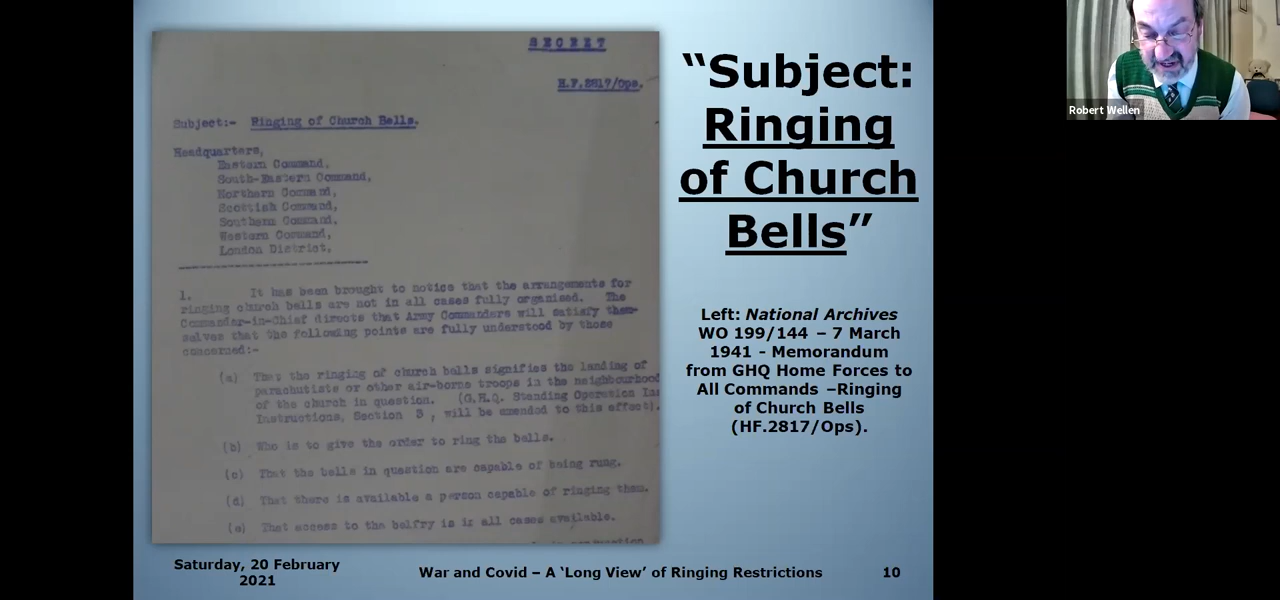 SECRET
H.F.2817/Ops.
Subject:- Ringing of Church Bells.
Headquarters,
Eastern Command,
South-Eastern Command,
Northern Command,
Scottish Command,
Southern Command,
Western Command,
London District,
1. It has been brought to notice that the arrangements for
ringing church bells are not in all cases fully organised. The
Commander-in-Chief directs that Army Commanders will satisfy them-
selves that the following points are fully understood by those
concerned:-
(a) That the ringing of church bells signifies the landing of
parachutists or other air-borne troops in the neighbourhood
of the church in question. (G.H.Q. Standing Operation Ins
Instructions, Section 3, will be amended to this effect).
(b) Who is to give the order to ring the bells.
(c) That the bells in question are capable of being rung.
(d) That there is available a person capable of ringing them.
(e) That access to the belfry is in all cases available.
“Subject:
Ringing
of Church
Bells”
Left: National Archives
WO 199/144 – 7 March
1941 - Memorandum
from GHQ Home Forces to
All Commands –Ringing
of Church Bells
(HF.2817/Ops).
Saturday, 20 February
2021
War and Covid – A ‘Long View’ of Ringing Restrictions
10
Robert Wellen